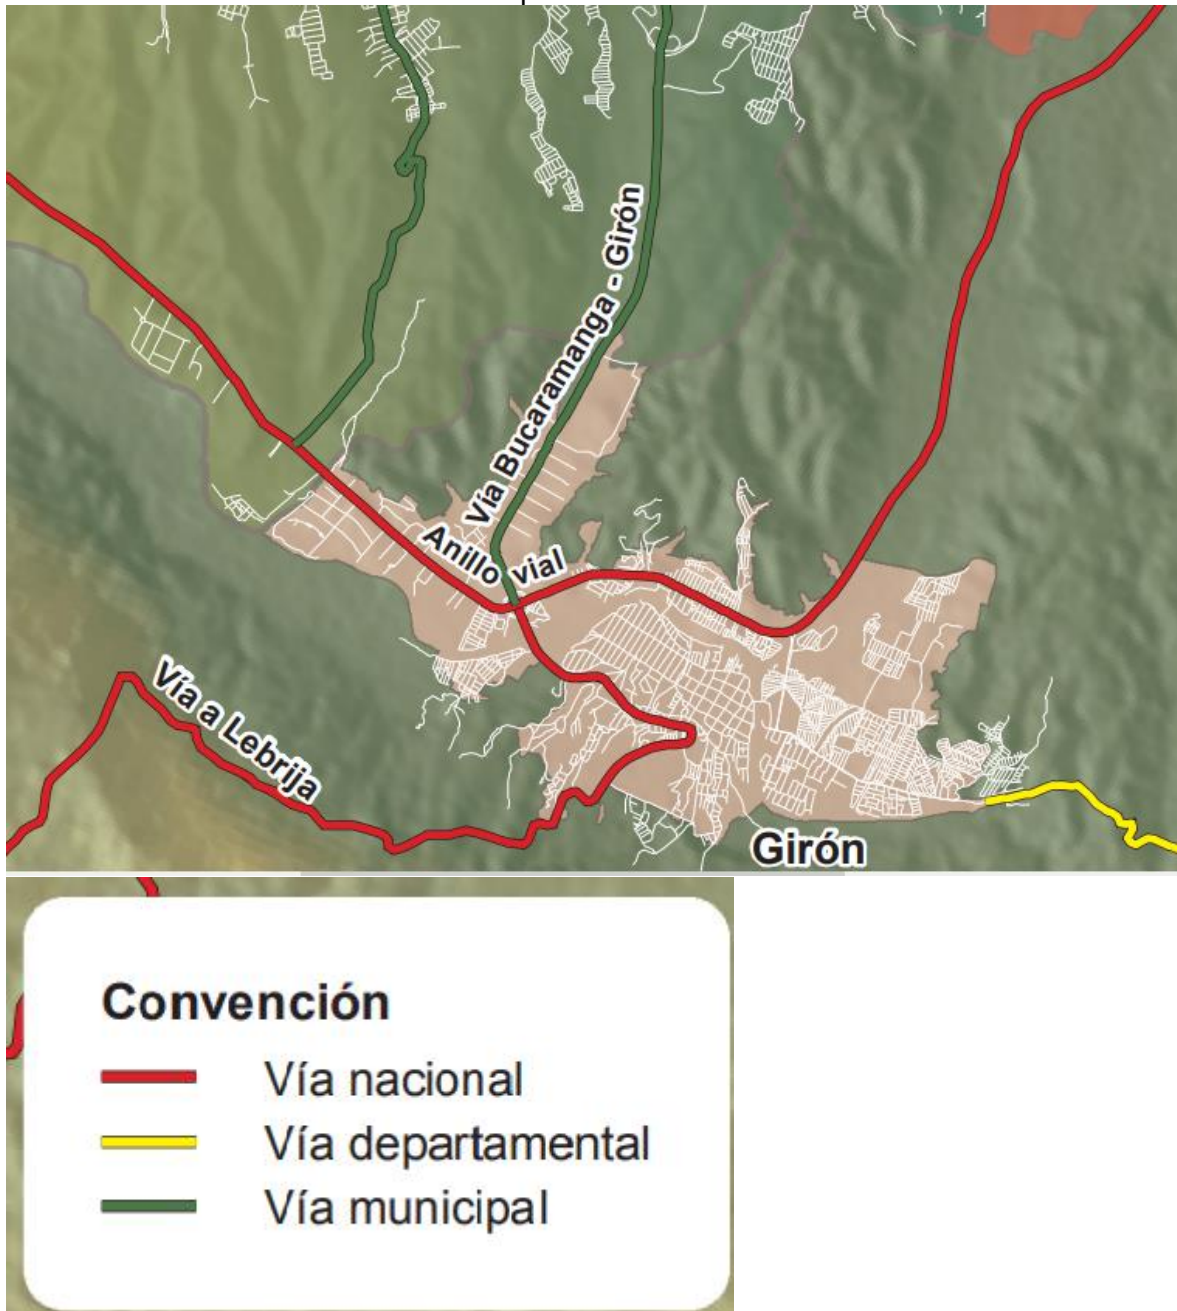 Vía Bucaramanga - Girón
Anillo vial
Vía a Lebrija
Girón
Convención
Vía nacional
Vía departamental
Vía municipal